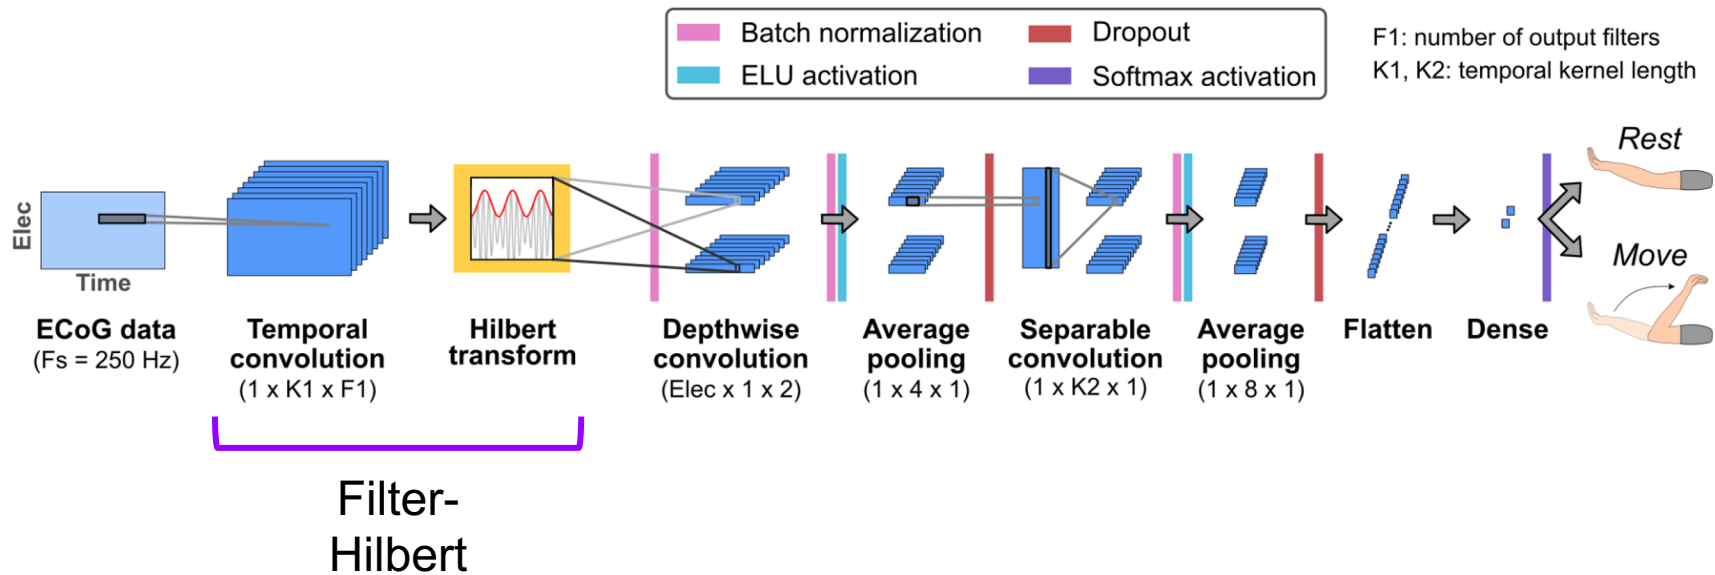 Batch normalization
ELU activation
Dropout
Softmax activation
F1: number of output filters
K1, K2: temporal kernel length
Elec
Time
Rest
Move
ECoG data
(Fs = 250 Hz)
Temporal
convolution
(1 x K1 x F1)
Hilbert
transform
Depthwise
convolution
(Elec x 1 x 2)
Average
pooling
(1 x 4 x 1)
Separable
convolution
(1 x K2 x 1)
Average
pooling
(1 x 8 x 1)
Flatten
Dense
Filter-
Hilbert